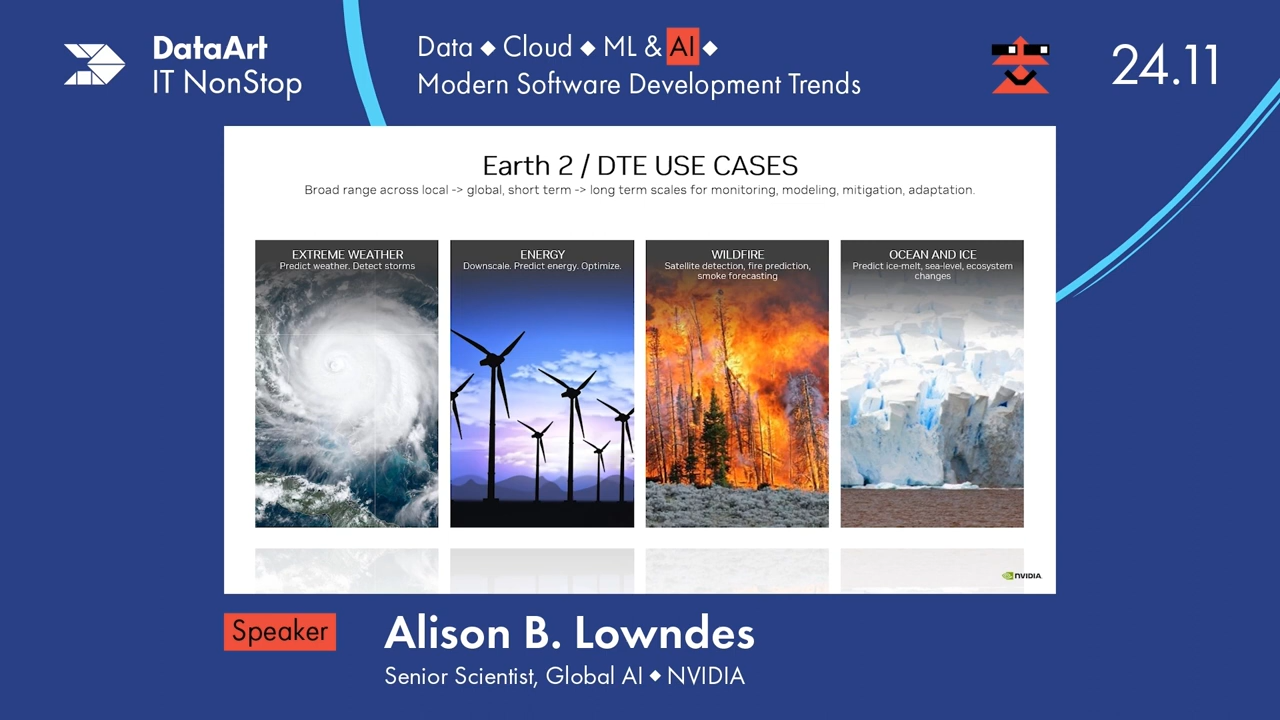 DataArt
IT NonStop
Data ◆ Cloud ◆ ML & AI ◆
Modern Software Development Trends
24.11
Earth 2 / DTE USE CASES
Broad range across local -> global, short term -> long term scales for monitoring, modeling, mitigation, adaptation.
EXTREME WEATHER
Predict weather. Detect storms
ENERGY
Downscale. Predict energy. Optimize.
WILDFIRE
Satellite detection, fire prediction,
smoke forecasting
OCEAN AND ICE
Predict ice-melt, sea-level, ecosystem
changes
NVIDIA
Speaker
Alison B. Lowndes
Senior Scientist, Global AI ◆ NVIDIA